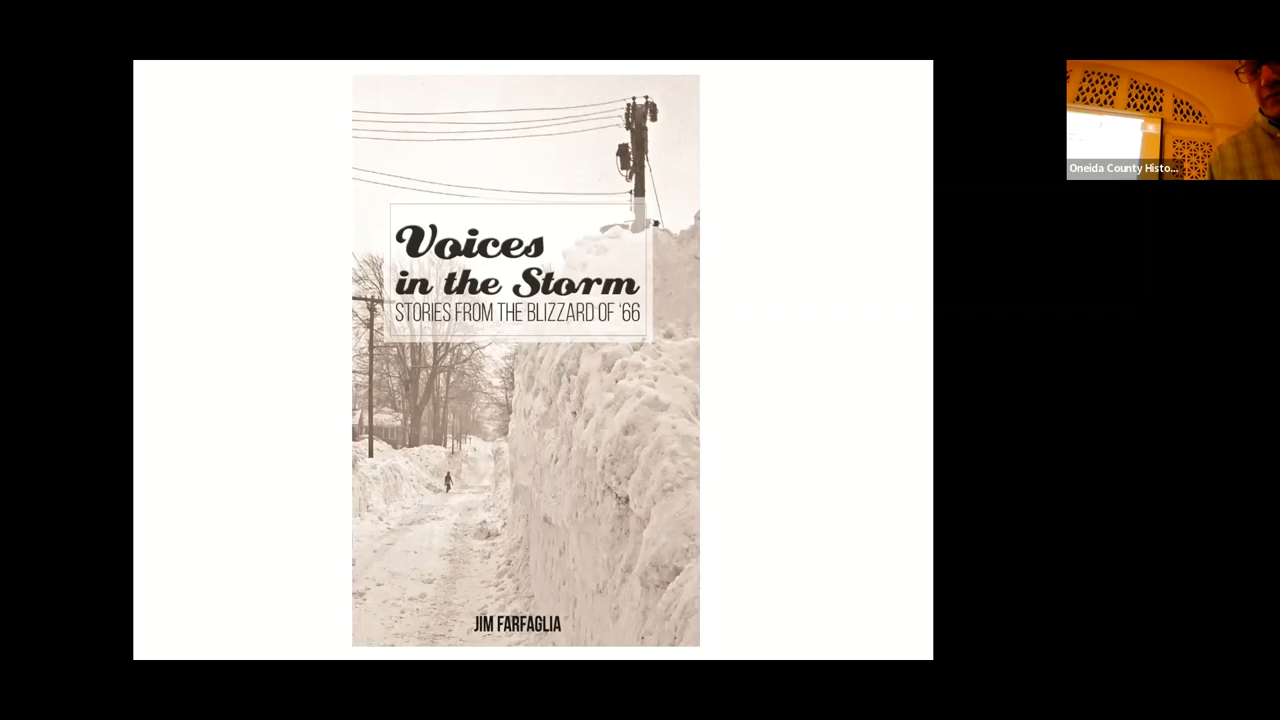 Voices
in the Storm
STORIES FROM THE BLIZZARD OF ‘66
JIM FARFAGLIA
Oneida County Histo...